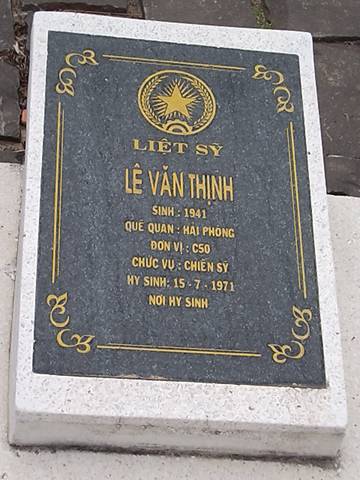 LIỆT SỸ
LÊ VĂN THỊNH
SINH : 1941
QUÊ QUÁN : HẢI PHÒNG
ĐƠN VỊ : C50
CHỨC VỤ : CHIẾN SỸ
HY SINH: 15 - 7 - 1971
NƠI HY SINH